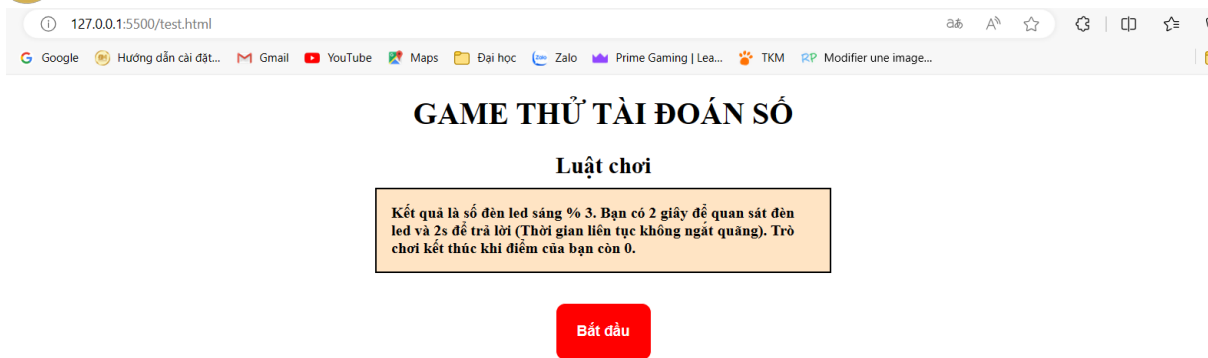 127.0.0.1:5500/test.html
Google Hướng dẫn cài đặt... Gmail YouTube Maps Đại học Zalo Prime Gaming | Lea... TKM RP Modifier une image...
GAME THỬ TÀI ĐOÁN SỐ
Luật chơi
Kết quả là số đèn led sáng % 3. Bạn có 2 giây để quan sát đèn
led và 2s để trả lời (Thời gian liên tục không ngắt quãng). Trò
chơi kết thúc khi điểm của bạn còn 0.
Bắt đầu